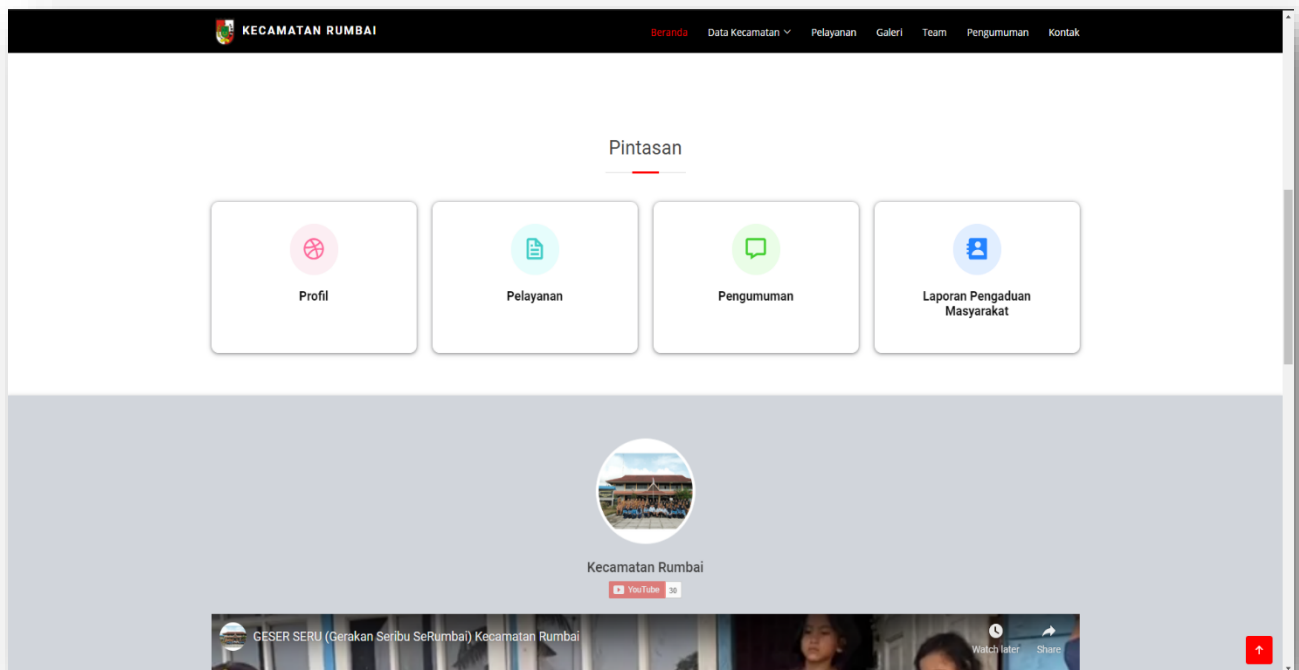 KECAMATAN RUMBAI
Beranda Data Kecamatan Pelayanan Galeri Team Pengumuman Kontak
Pintasan
Profil
Pelayanan
Pengumuman
Laporan Pengaduan
Masyarakat
Kecamatan Rumbai
YouTube 38
GESER SERU (Gerakan Seribu SeRumbai) Kecamatan Rumbai
Watch later Share